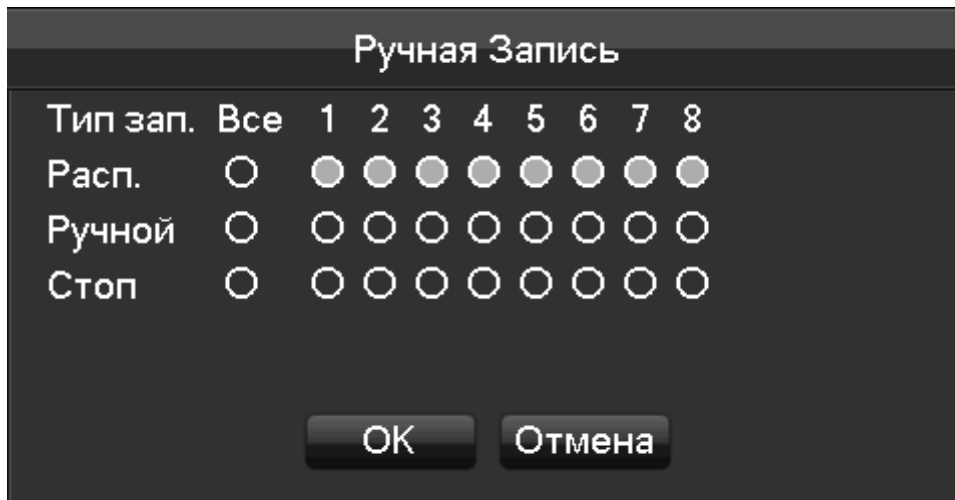 Ручная Запись
Тип зап. Все 1 2 3 4 5 6 7 8
Расп.
Ручной
Стоп
OK Отмена